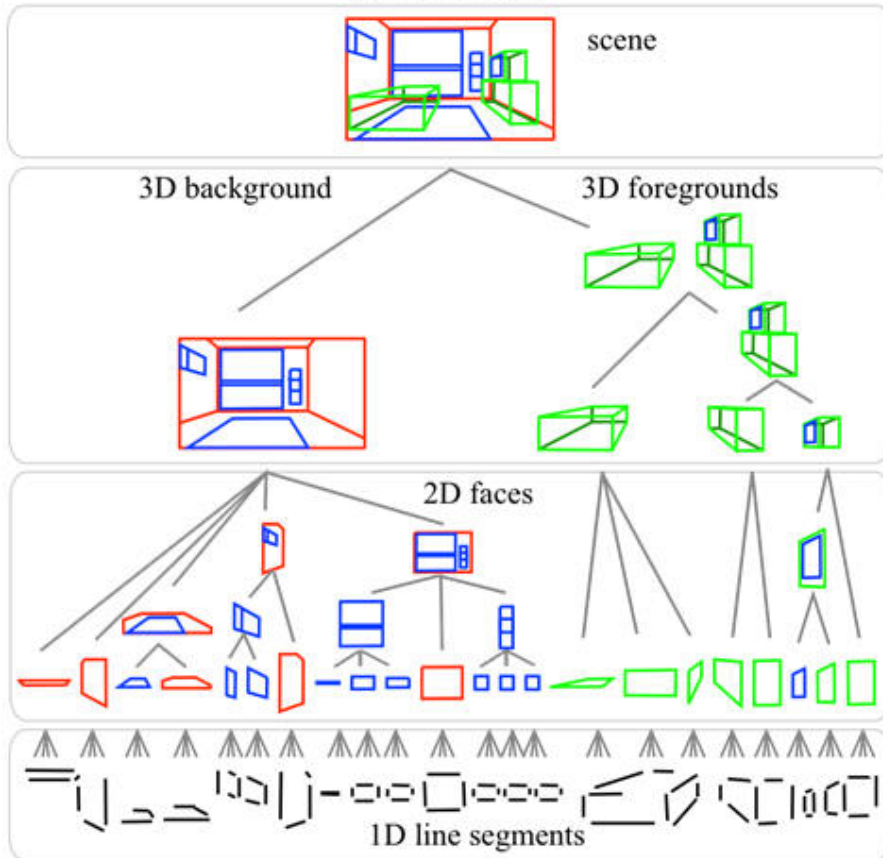 scene
3D background
3D foregrounds
2D faces
1D line segments